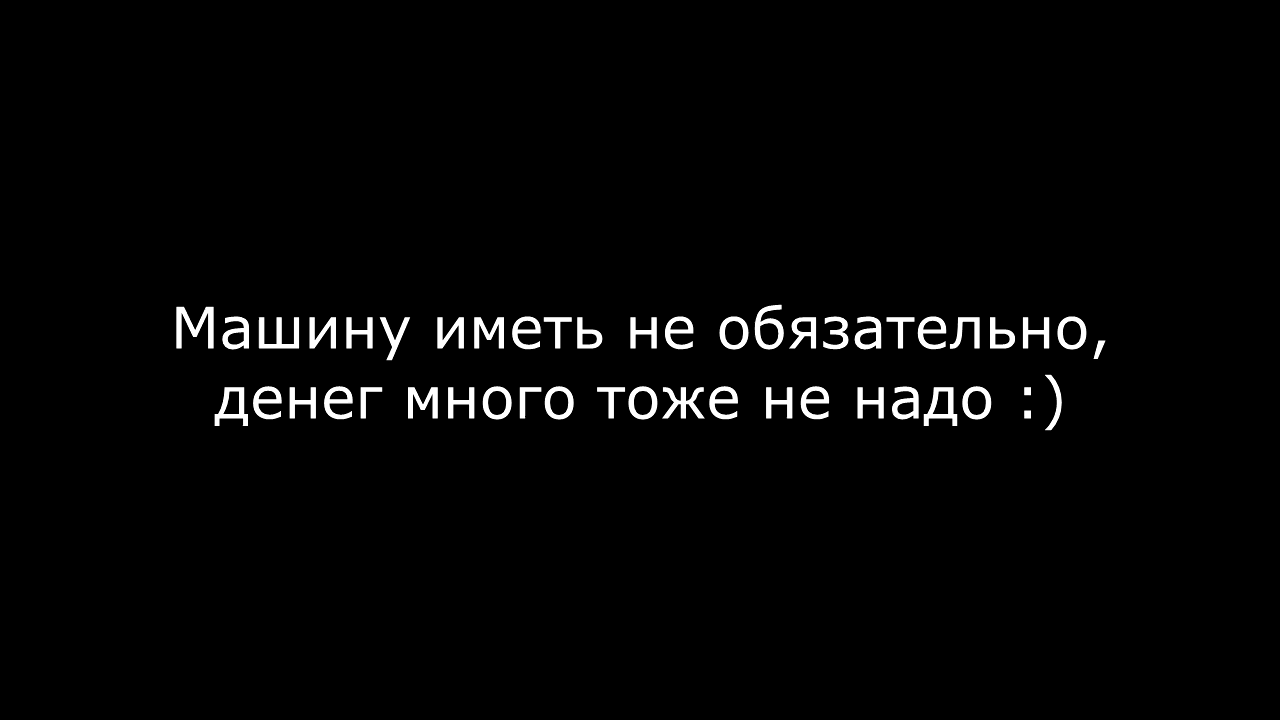 Машину иметь не обязательно,
денег много тоже не надо :)